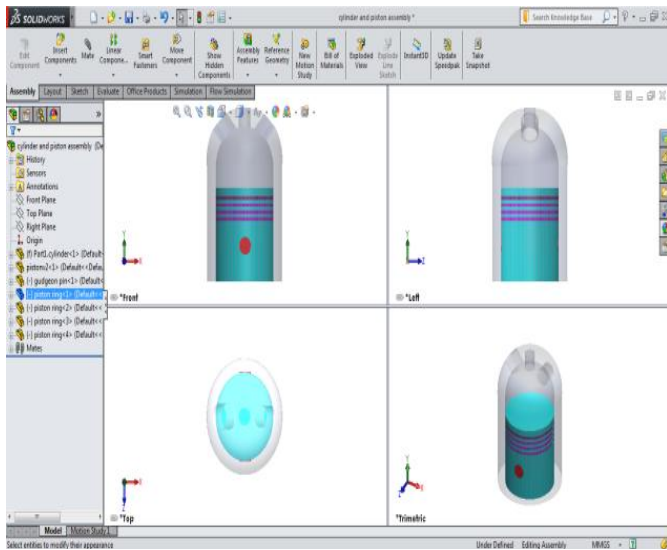 SOLIDWORKS
cylinder and piston assembly *
Search Knowledge Base
Edit Component
Insert Components
Mate
Linear Compone...
Smart Fasteners
Move Component
Show Hidden Components
Assembly Features
Reference Geometry
New Motion Study
Bill of Materials
Exploded View
Explode Line Sketch
Instant3D
Update Speedpak
Take Snapshot
Assembly Layout Sketch Evaluate Office Products Simulation Flow Simulation
cylinder and piston assembly (De
History
Sensors
Annotations
Front Plane
Top Plane
Right Plane
Origin
(f) Part1.cylinder<1> (Default<
pistonv2<1> (Default<<Defau
(-) gudgeon pin<1> (Default<
(-) piston ring<1> (Default<<
(-) piston ring<2> (Default<<
(-) piston ring<3> (Default<<
(-) piston ring<4> (Default<<
Mates
*Front
*Left
*Top
*Trimetric
Model Motion Study1
Select entities to modify their appearance
Under Defined Editing Assembly MMGS